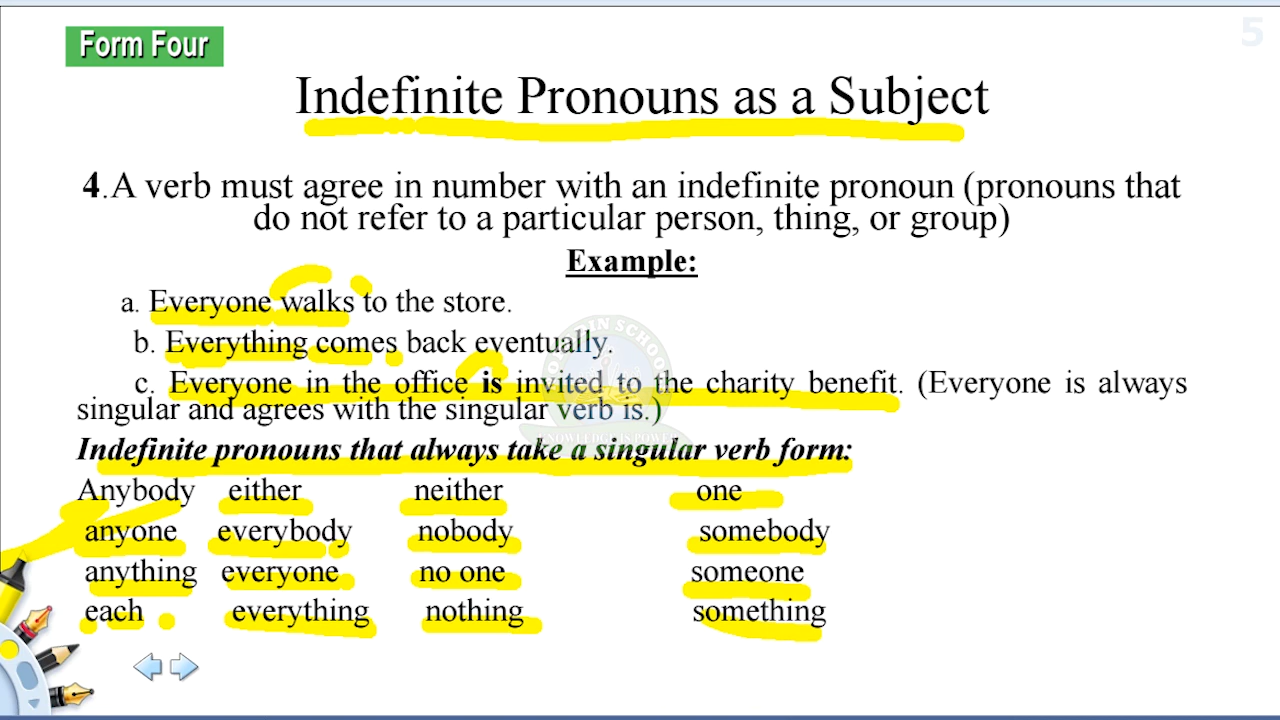 5
Form Four
Indefinite Pronouns as a Subject
4.A verb must agree in number with an indefinite pronoun (pronouns that
do not refer to a particular person, thing, or group)
Example:
a. Everyone walks to the store.
b. Everything comes back eventually.
c. Everyone in the office is invited to the charity benefit. (Everyone is always
singular and agrees with the singular verb is.)
Indefinite pronouns that always take a singular verb form:
Anybody either neither one
anyone everybody nobody somebody
anything everyone no one someone
each everything nothing something
KNOWLEDGE IS POWER